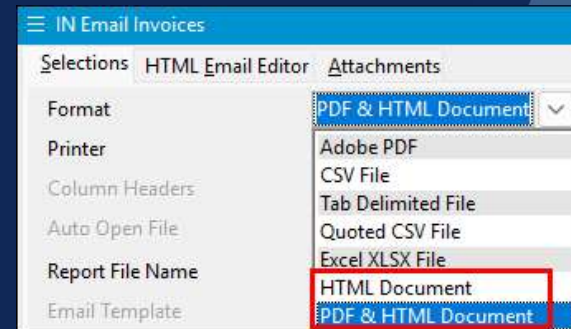 IN Email Invoices
Selections HTML Email Editor Attachments
Format PDF & HTML Document
Printer Adobe PDF
Column Headers CSV File
Tab Delimited File
Auto Open File Quoted CSV File
Excel XLSX File
Report File Name HTML Document
Email Template PDF & HTML Document